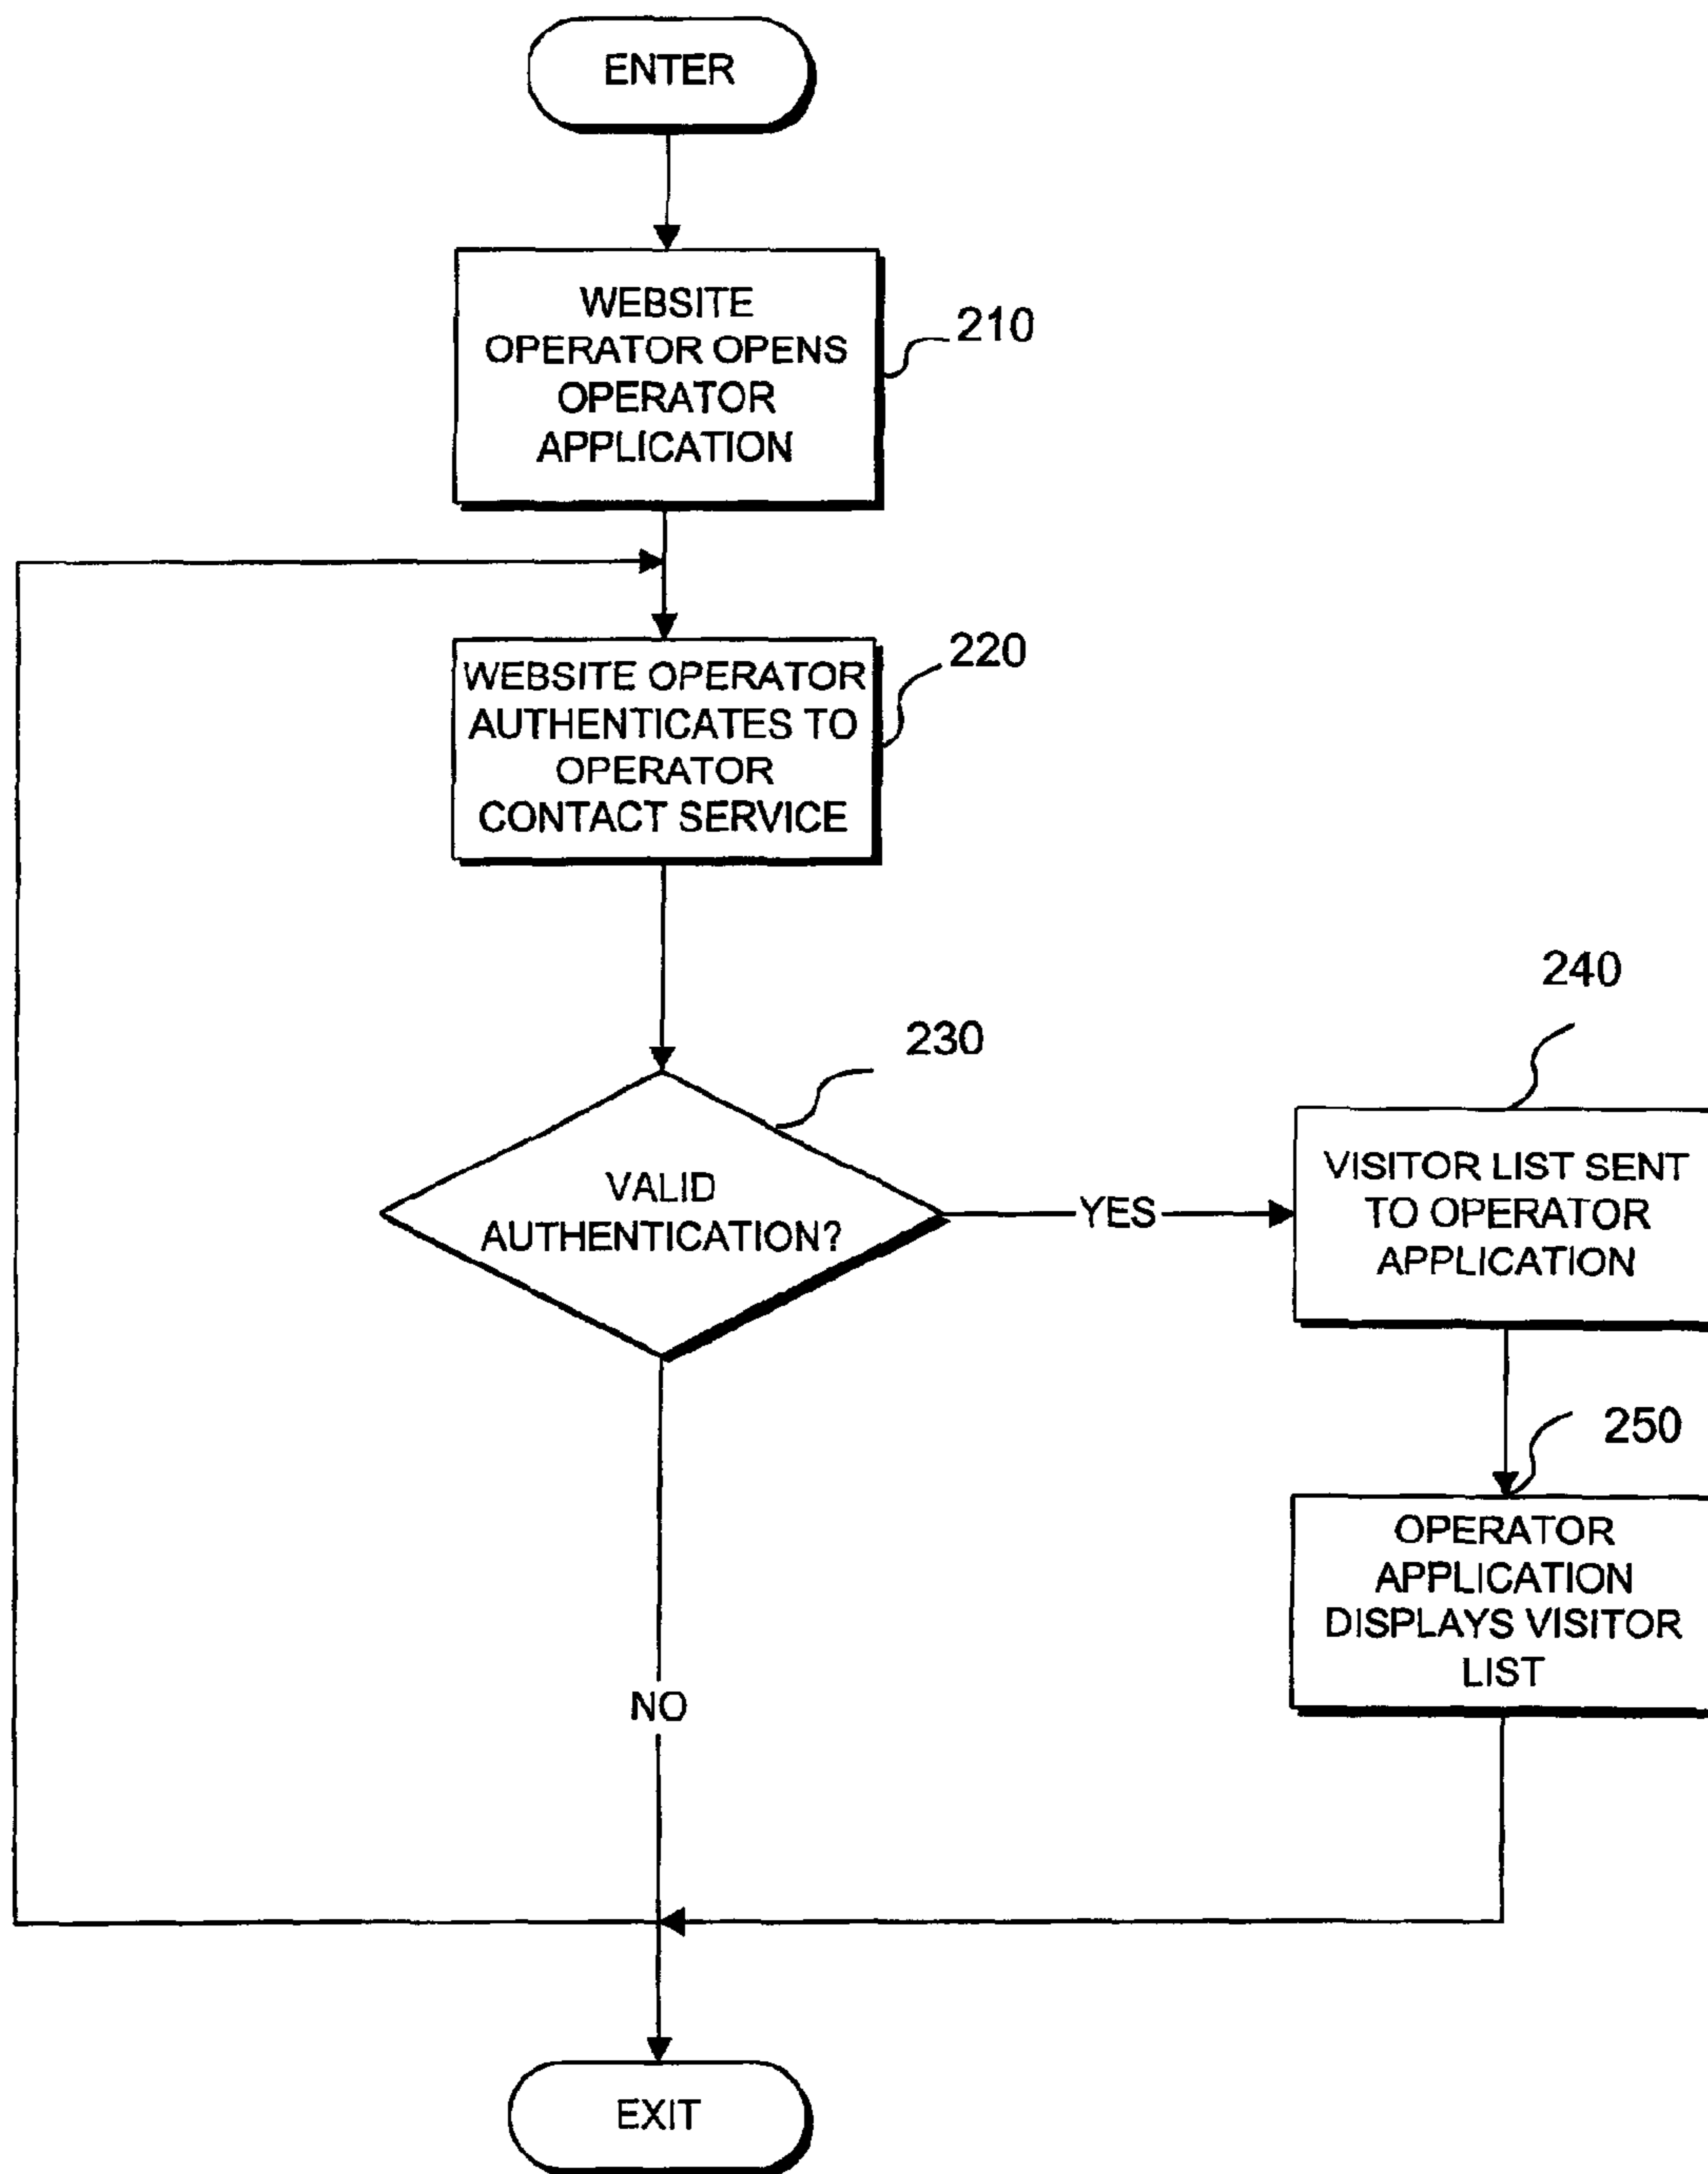 ENTER
WEBSITE
OPERATOR OPENS
OPERATOR
APPLICATION
210
WEBSITE OPERATOR
AUTHENTICATES TO
OPERATOR
CONTACT SERVICE
220
230
VALID
AUTHENTICATION?
YES
240
VISITOR LIST SENT
TO OPERATOR
APPLICATION
250
OPERATOR
APPLICATION
DISPLAYS VISITOR
LIST
NO
EXIT